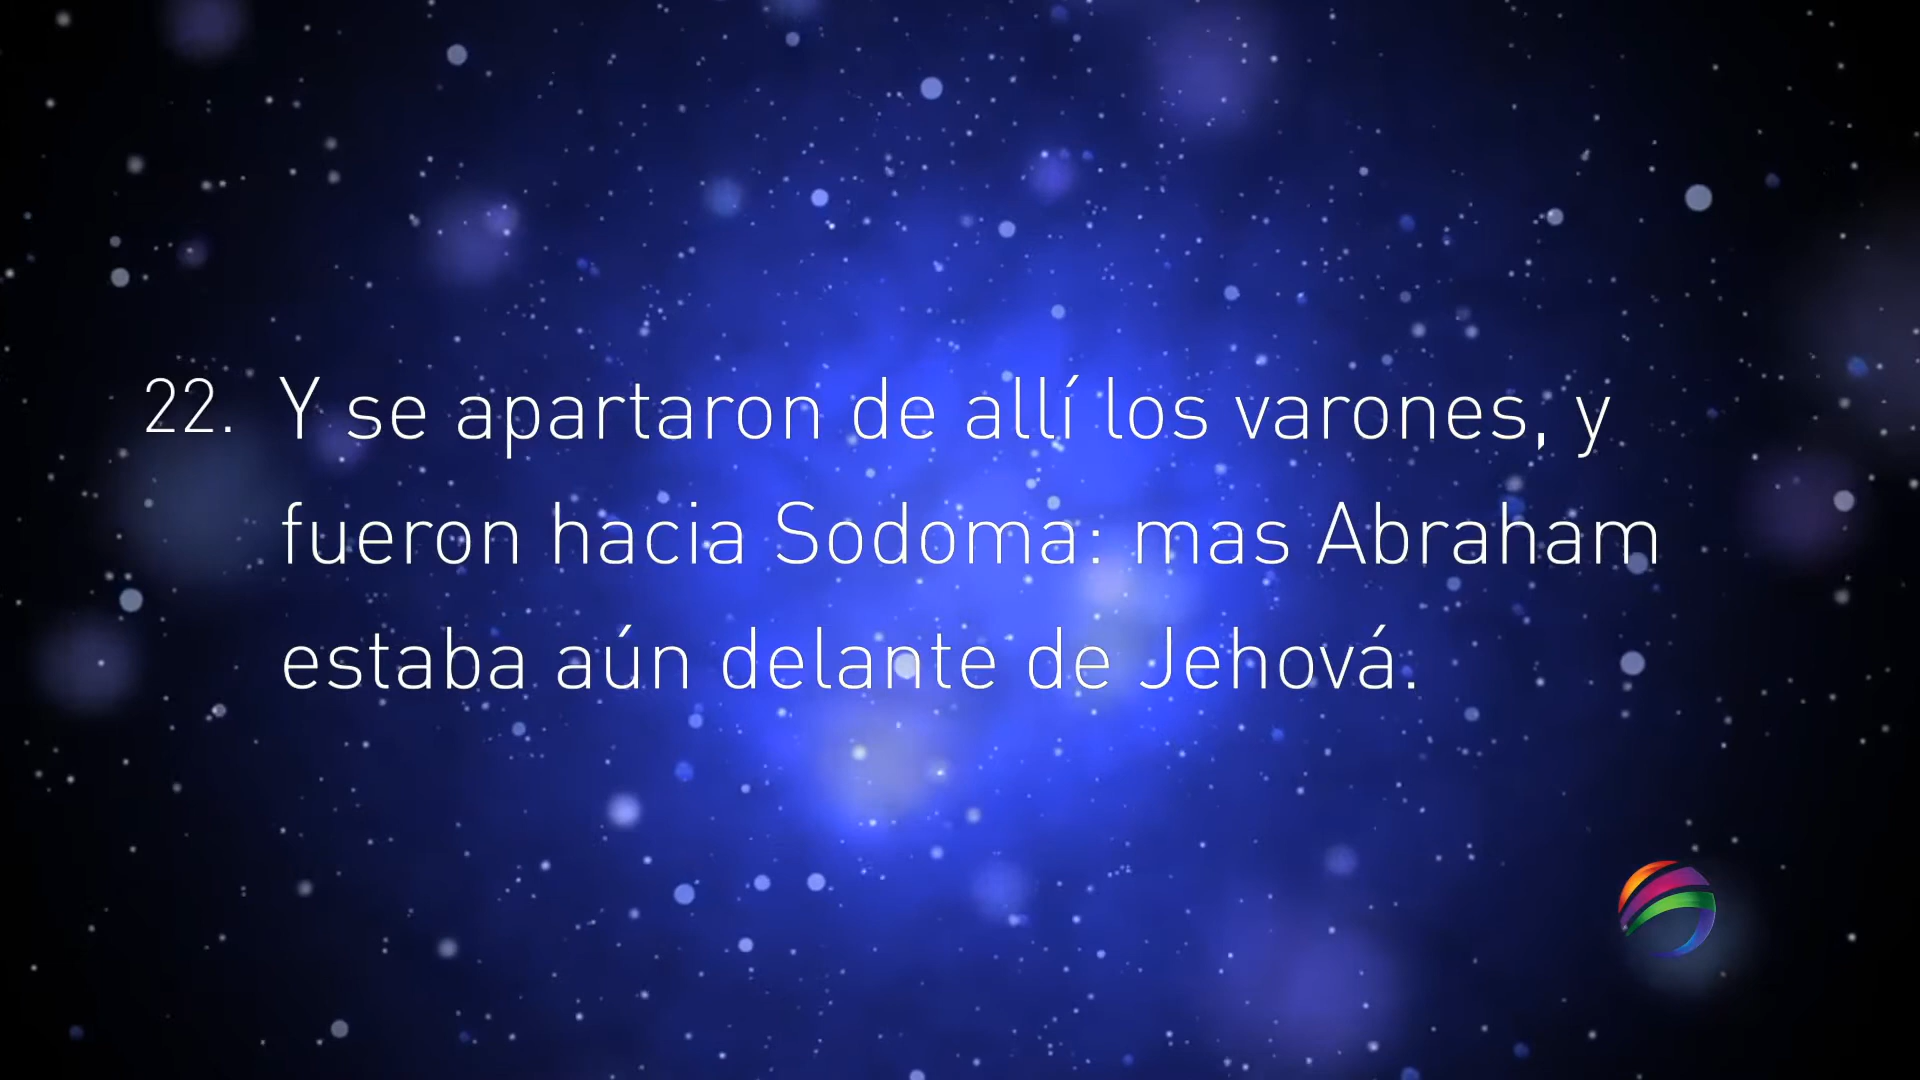 22. Y se apartaron de allí los varones, y
fueron hacia Sodoma: mas Abraham
estaba aún delante de Jehová.